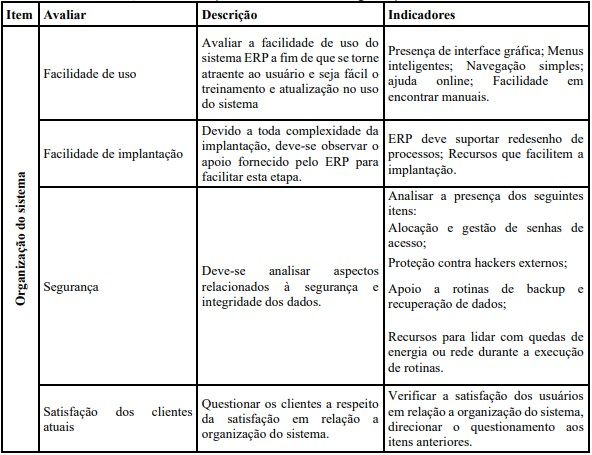 Item Avaliar Descrição Indicadores
Organização do sistema
Facilidade de uso
Avaliar a facilidade de uso do
sistema ERP a fim de que se torne
atraente ao usuário e seja fácil o
treinamento e atualização no uso
do sistema
Presença de interface gráfica; Menus
inteligentes; Navegação simples;
ajuda online; Facilidade em
encontrar manuais.
Facilidade de implantação
Devido a toda complexidade da
implantação, deve-se observar o
apoio fornecido pelo ERP para
facilitar esta etapa.
ERP deve suportar redesenho de
processos; Recursos que facilitem a
implantação.
Segurança
Deve-se analisar aspectos
relacionados à segurança e
integridade dos dados.
Analisar a presença dos seguintes
itens:
Alocação e gestão de senhas de
acesso;
Proteção contra hackers externos;
Apoio a rotinas de backup e
recuperação de dados;
Recursos para lidar com quedas de
energia ou rede durante a execução
de rotinas.
Satisfação dos clientes
atuais
Questionar os clientes a respeito
da satisfação em relação a
organização do sistema.
Verificar a satisfação dos usuários
em relação a organização do sistema,
direcionar o questionamento aos
itens anteriores.